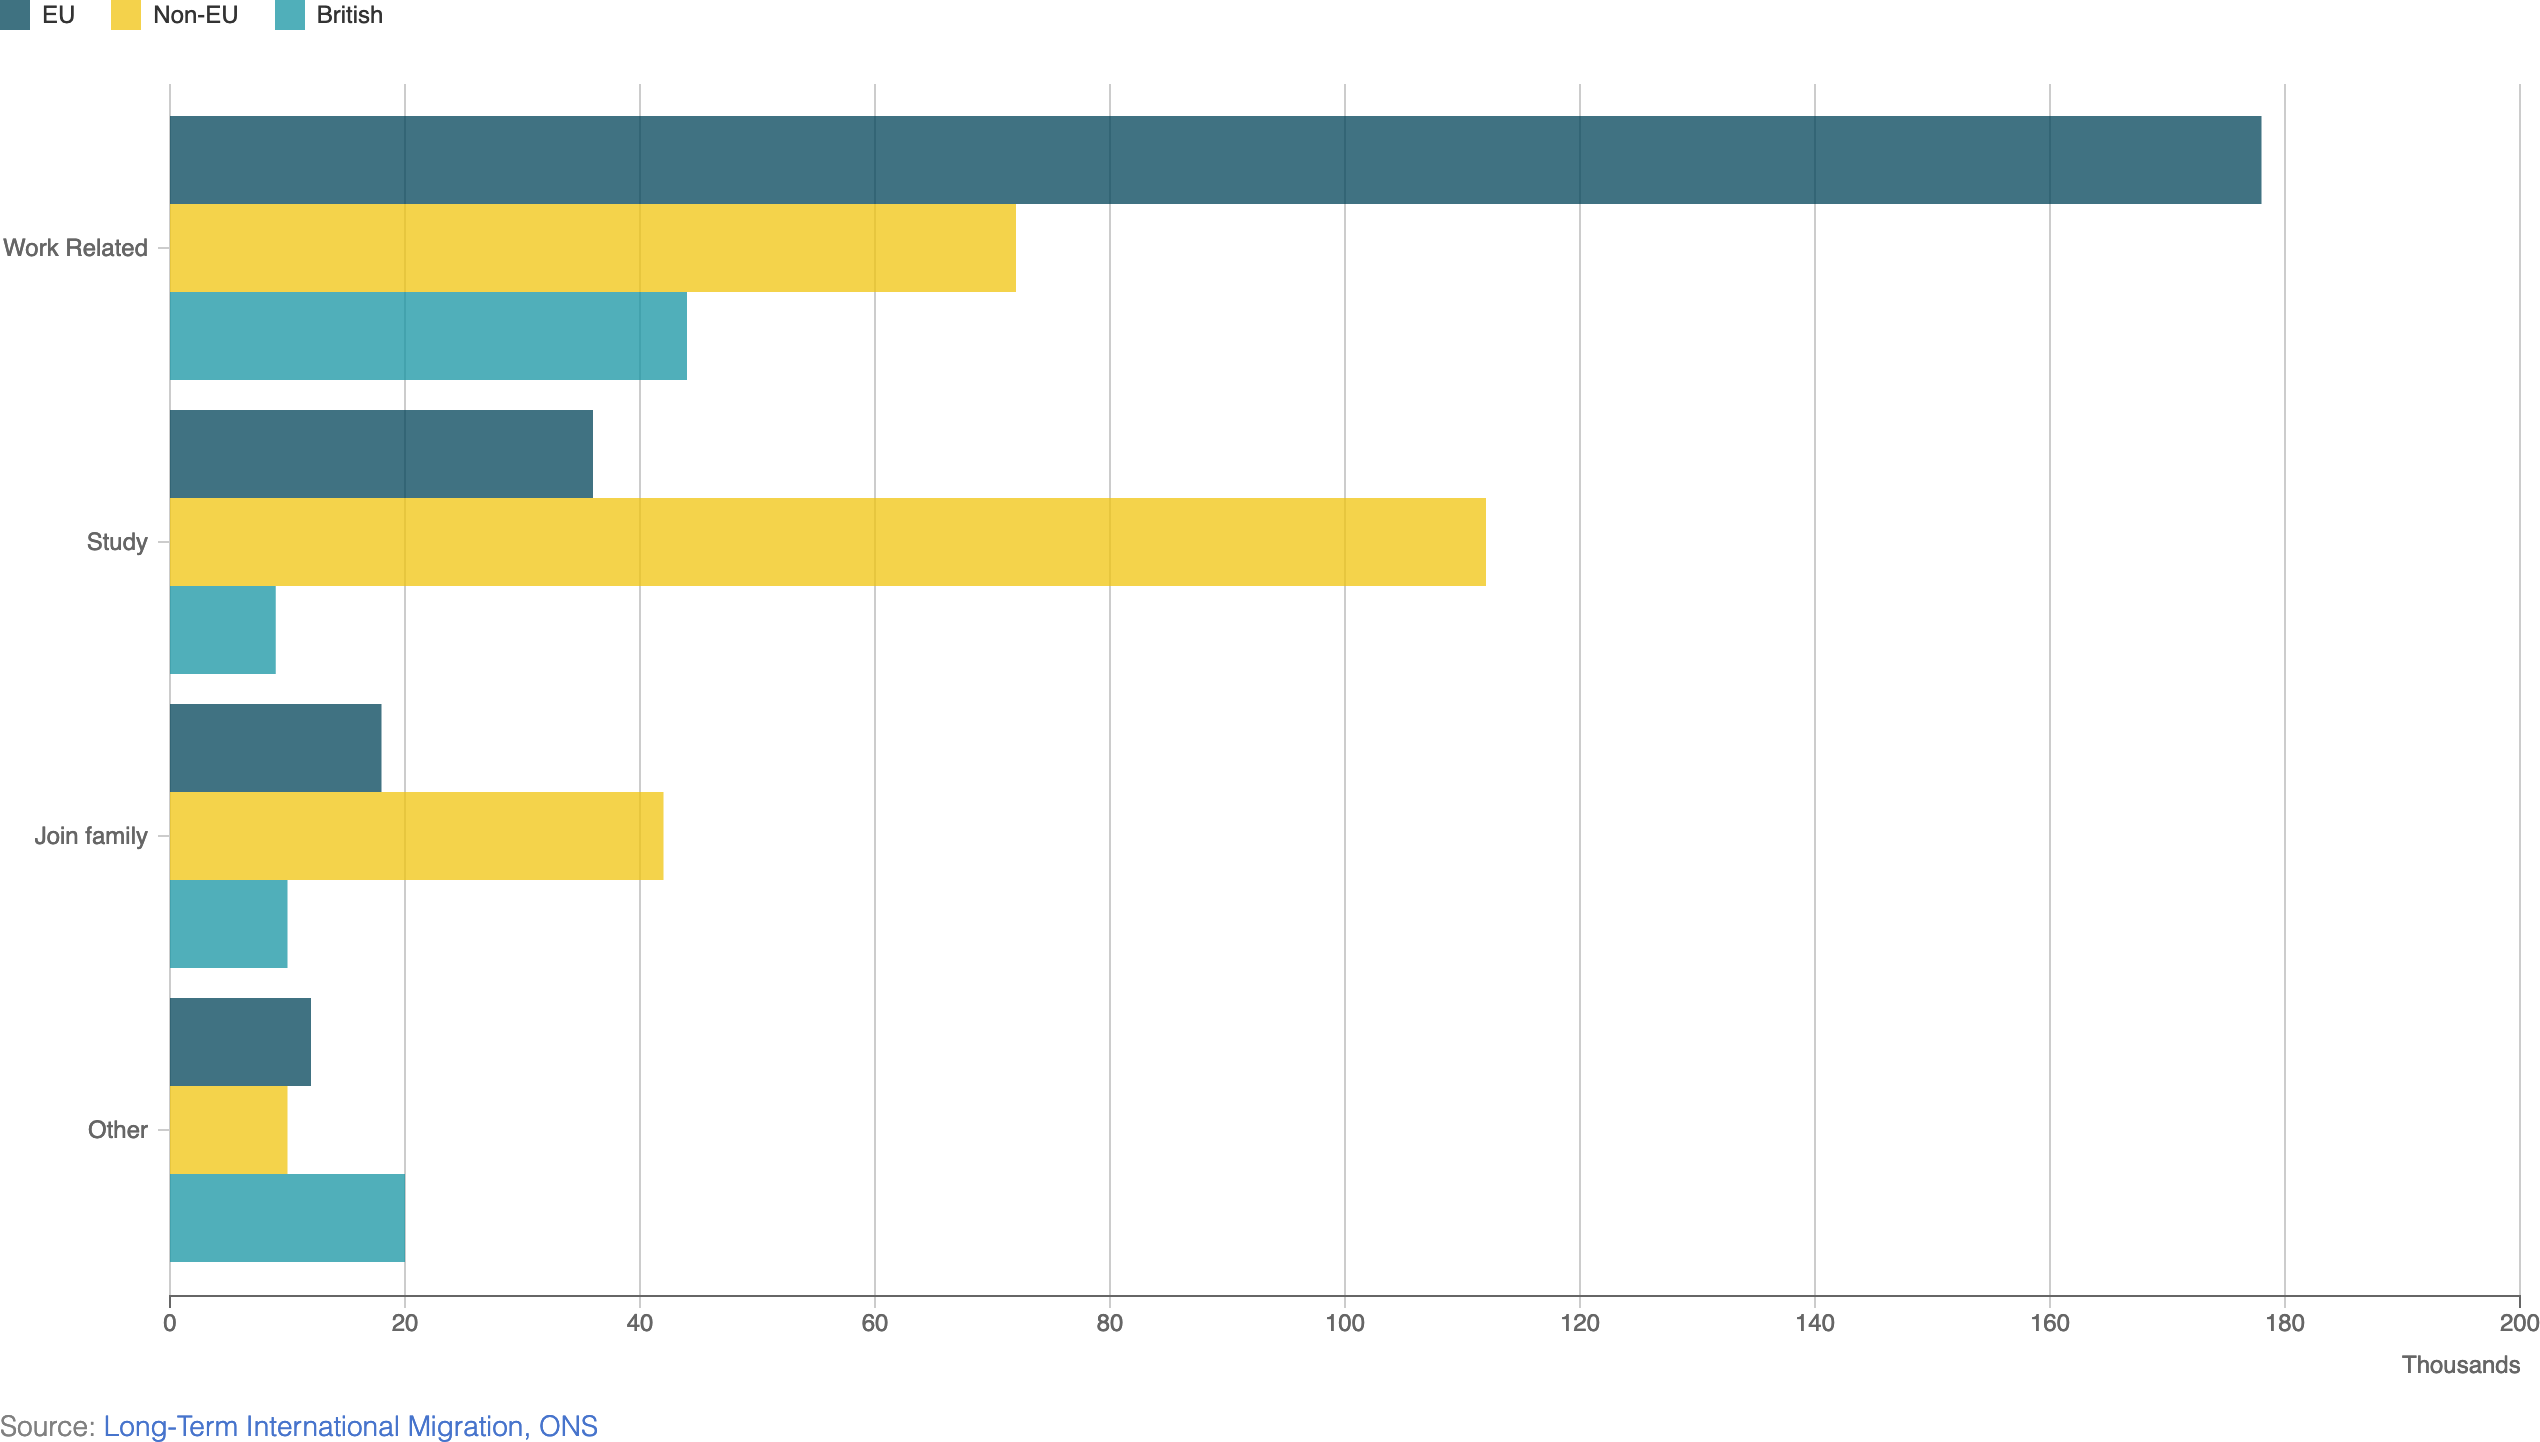 EU Non-EU British
Work Related
Study
Join family
Other
0 20 40 60 80 100 120 140 160 180 200
Thousands
Source: Long-Term International Migration, ONS